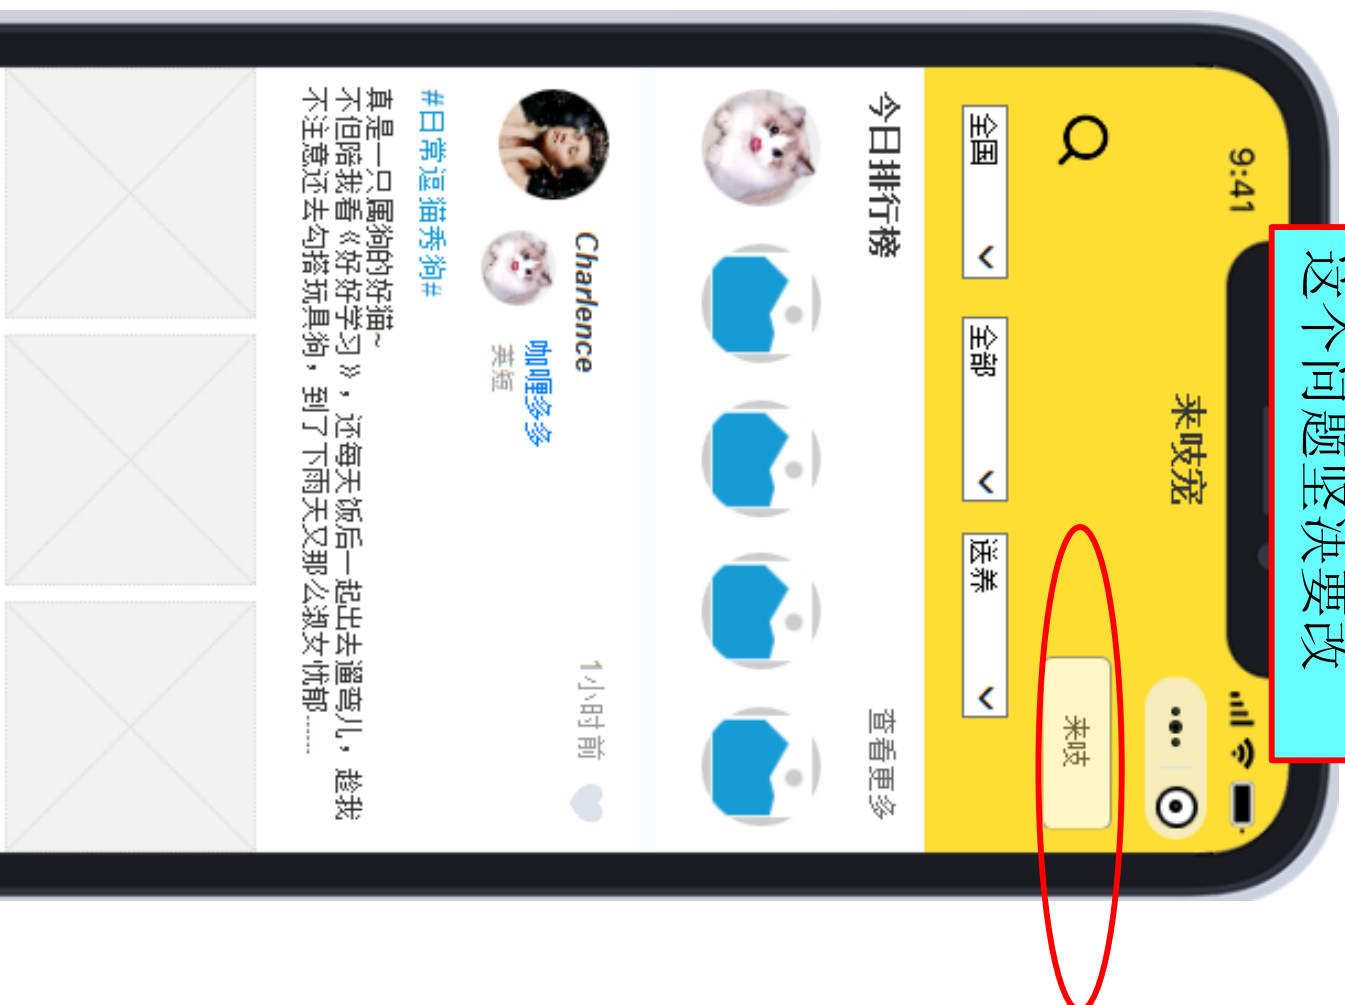 这个问题坚决要改
9:41
来吱宠
来吱
全国
全部
送养
今日排行榜
查看更多
Charlence
1小时前
咖喱多多
英短
#日常逗猫秀狗#
真是一只属狗的好猫~
不但陪我看《好好学习》，还每天饭后一起出去遛弯儿，趁我
不注意还去勾搭玩具狗，到了下雨天又那么淑女忧郁……